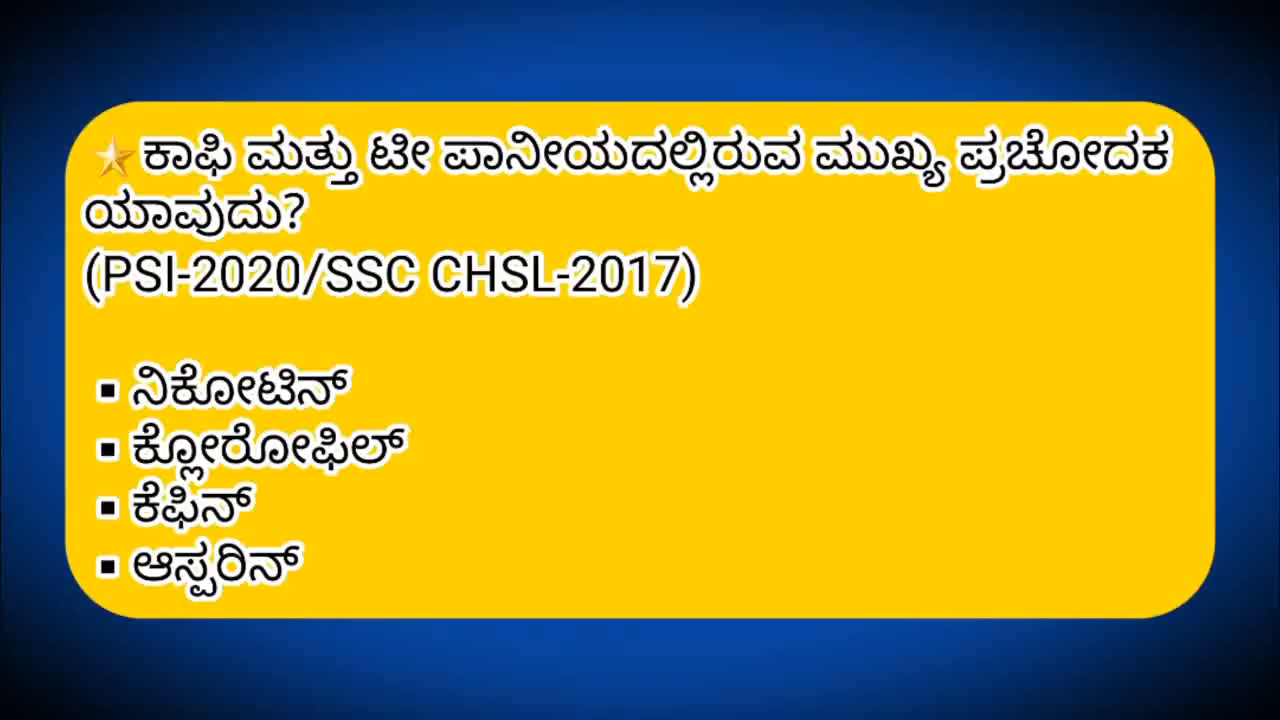 ⭐ಕಾಫಿ ಮತ್ತು ಟೀ ಪಾನೀಯದಲ್ಲಿರುವ ಮುಖ್ಯ ಪ್ರಚೋದಕ
ಯಾವುದು?
(PSI-2020/SSC CHSL-2017)
▪ ನಿಕೋಟಿನ್
▪ ಕ್ಲೋರೋಫಿಲ್
▪ ಕೆಫಿನ್
▪ ಆಸ್ಪರಿನ್